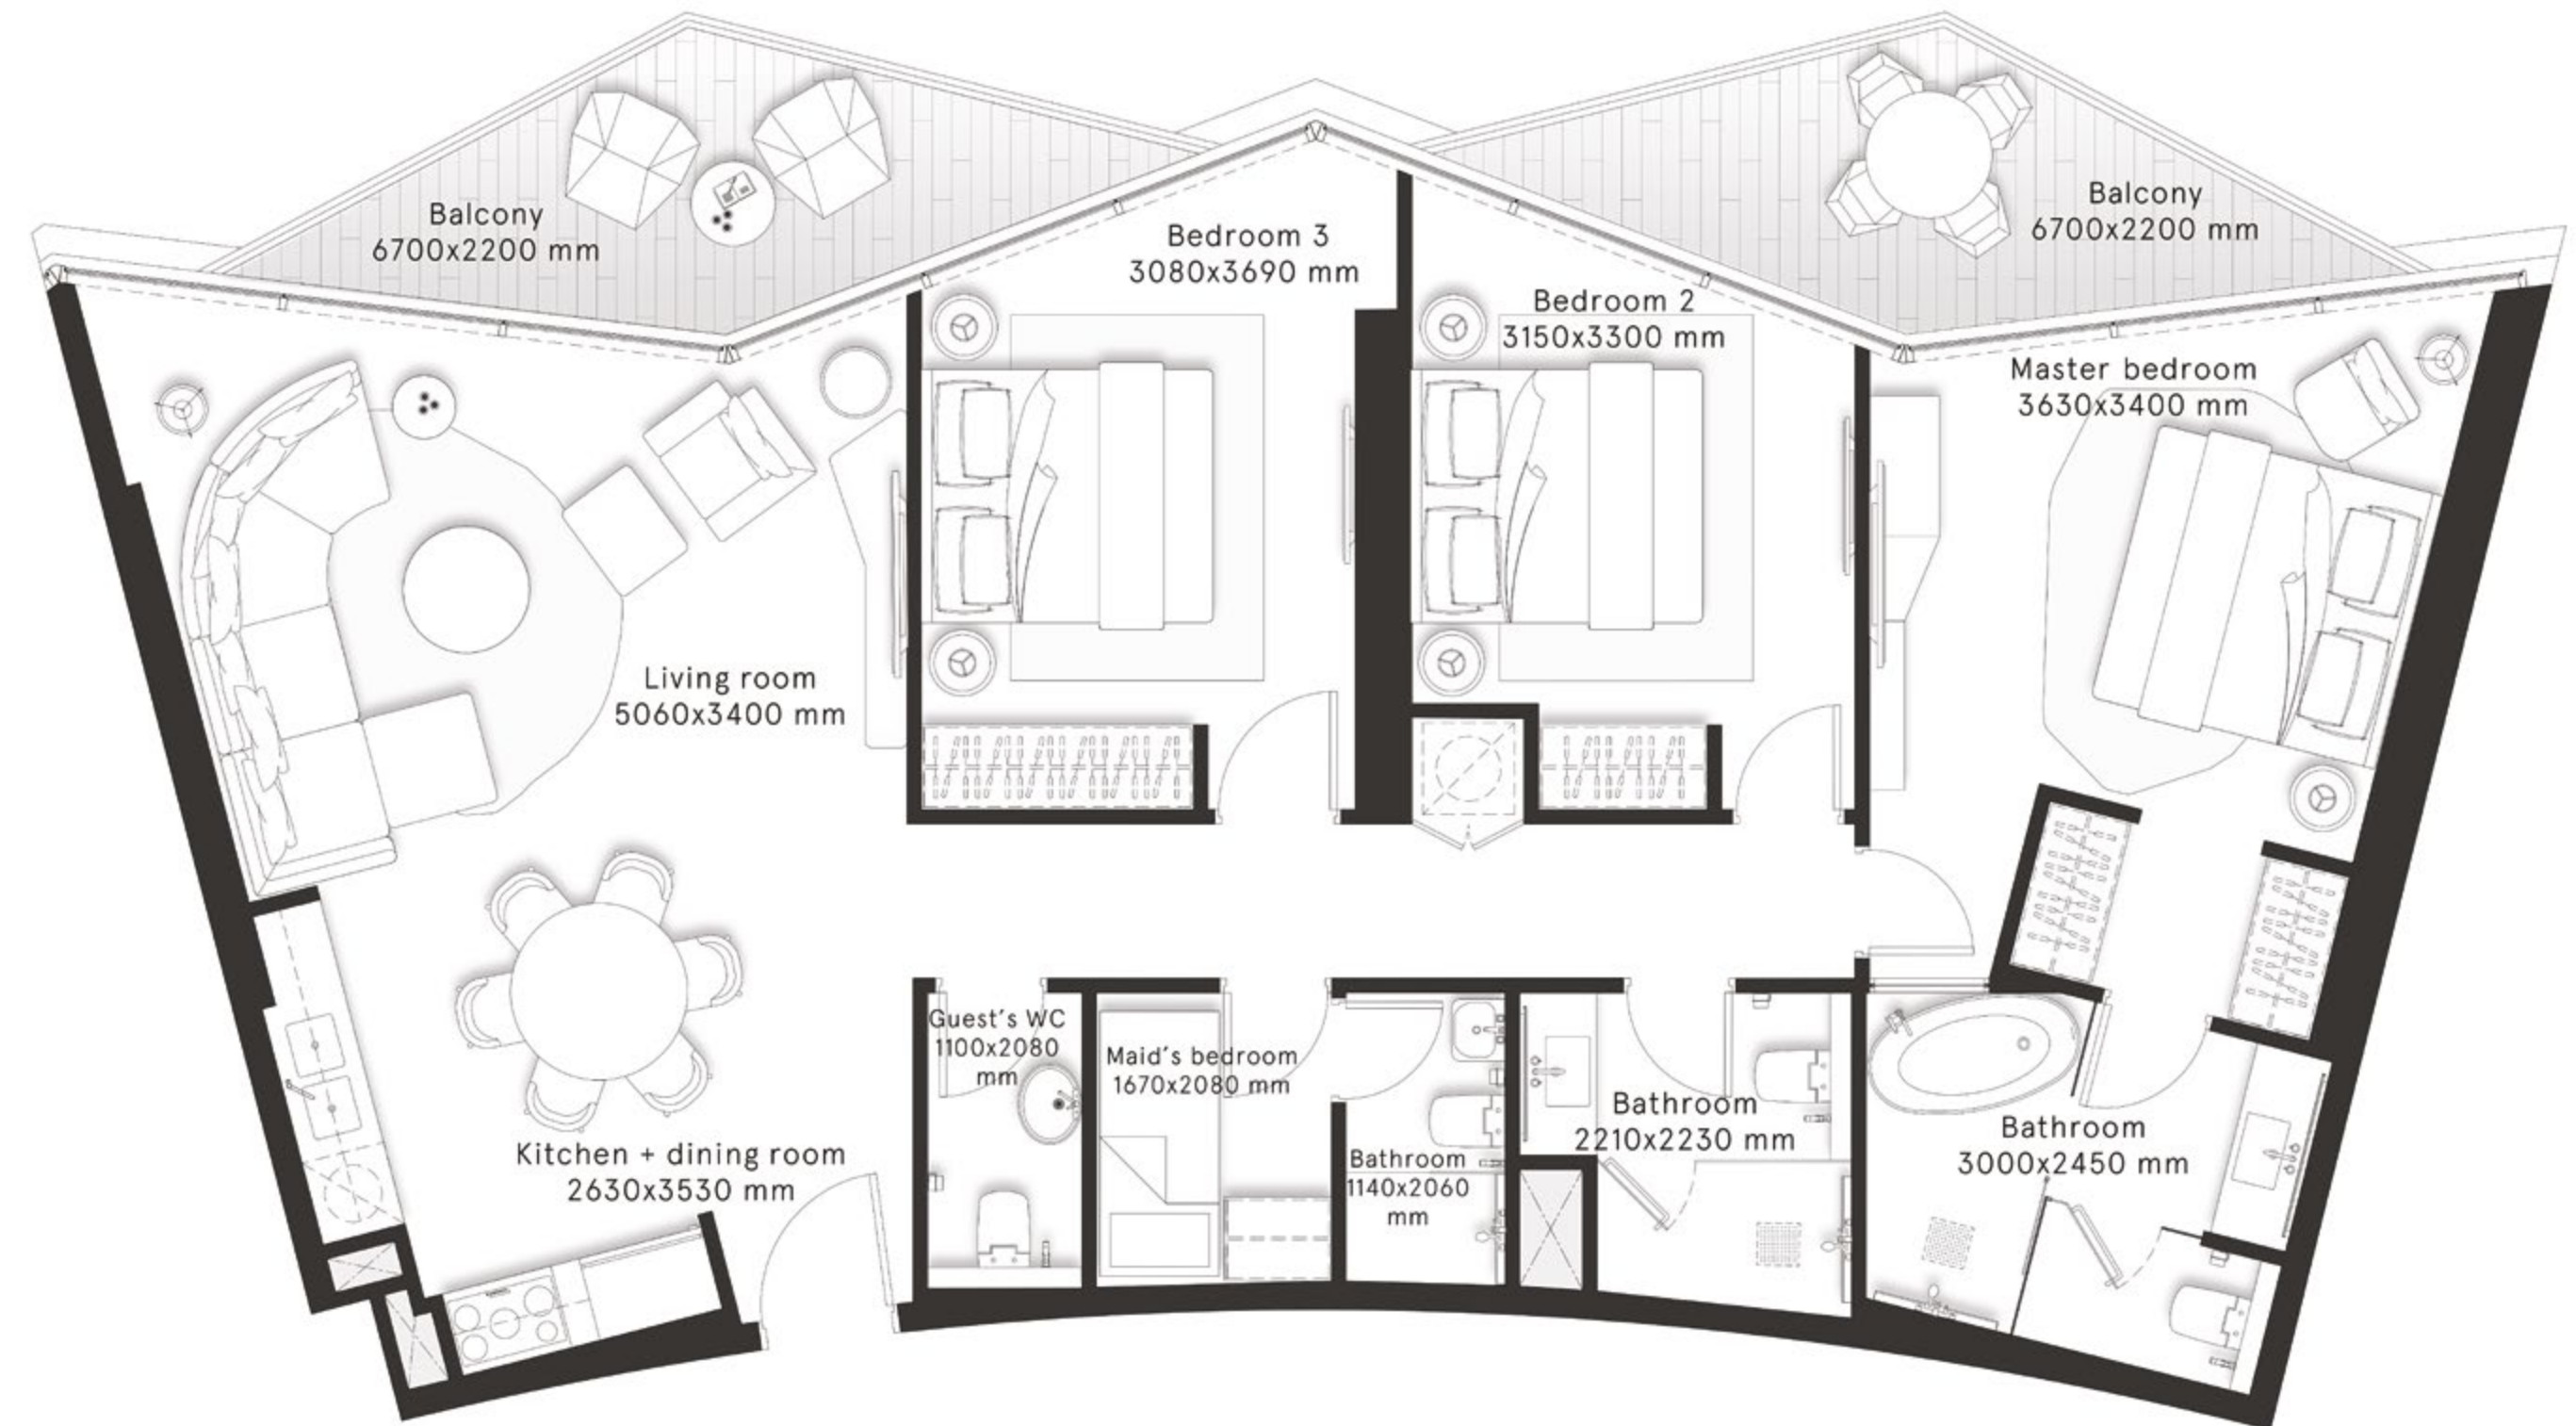 Balcony
6700x2200 mm
Bedroom 3
3080x3690 mm
Bedroom 2
3150x3300 mm
Balcony
6700x2200 mm
Master bedroom
3630x3400 mm
Living room
5060x3400 mm
Kitchen + dining room
2630x3530 mm
Guest's WC
1100x2080
mm
Maid's bedroom
1670x2080 mm
Bathroom
1140x2060
mm
Bathroom
2210x2230 mm
Bathroom
3000x2450 mm